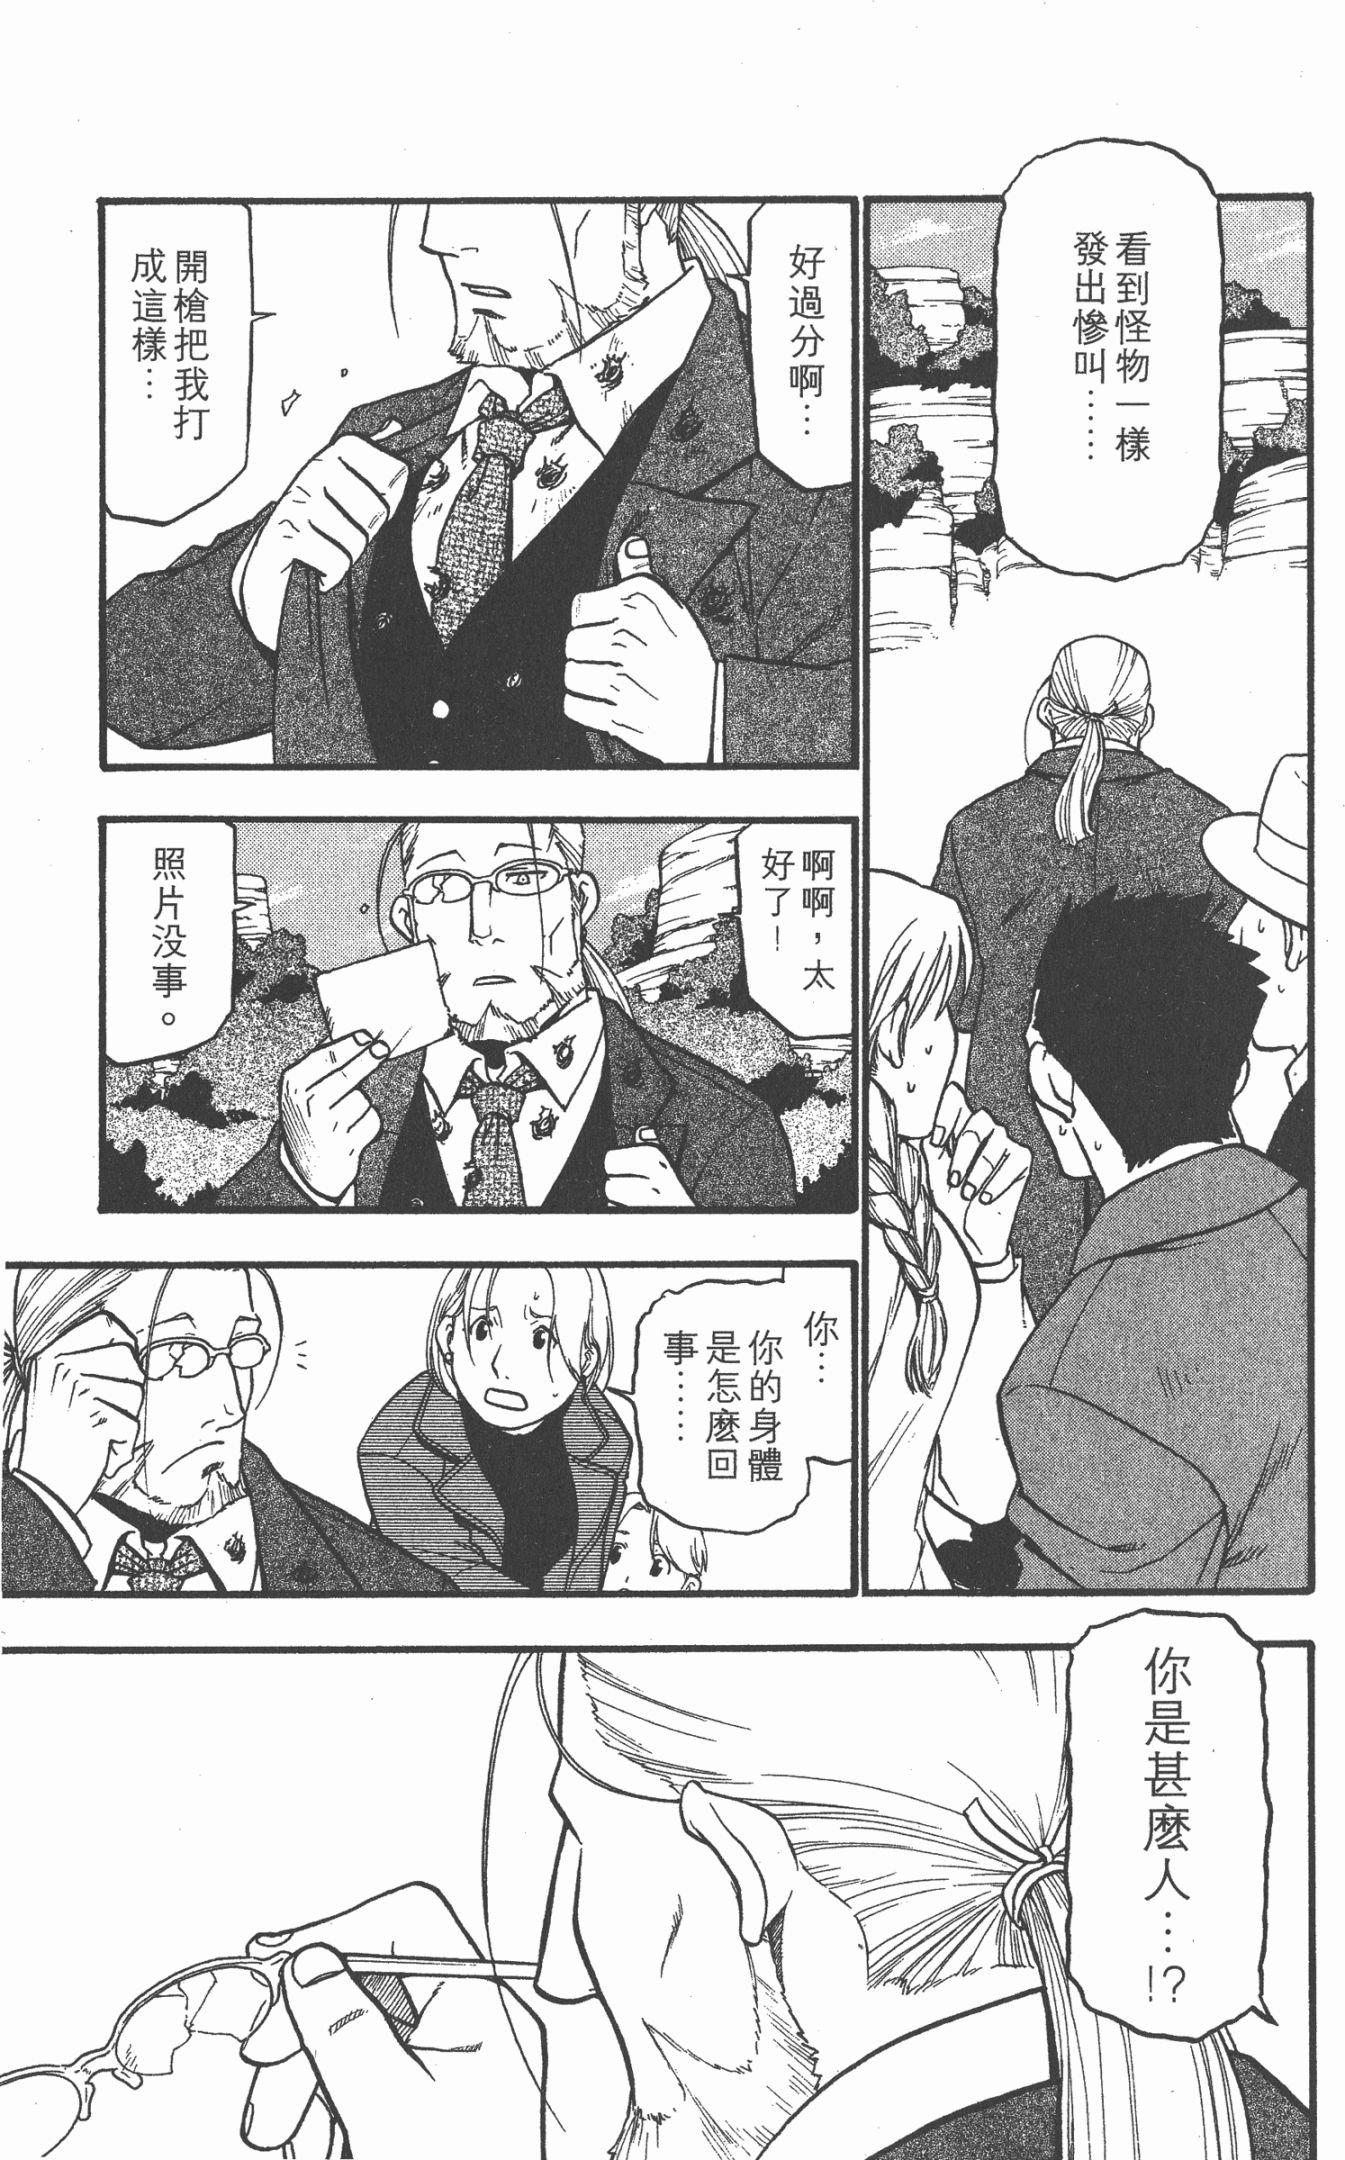 看到怪物一樣
發出慘叫……
好過分啊…
開槍把我打
成這樣…
啊啊，太
好了！
照片没事。
你…
你的身體
是怎麼回
事……
你是甚麼人…!?